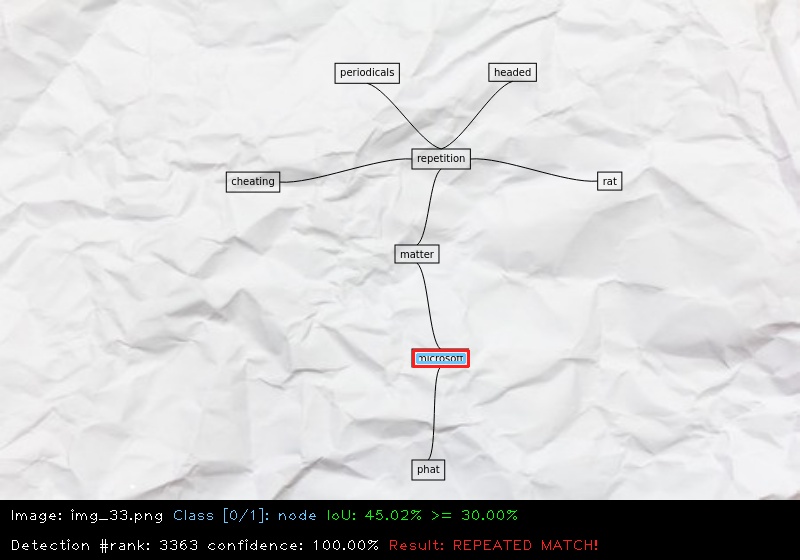 periodicals
headed
repetition
cheating
rat
matter
microsoft
phat
Image: img_33.png Class [0/1]: node IoU: 45.02% >= 30.00%
Detection #rank: 3363 confidence: 100.00% Result: REPEATED MATCH!